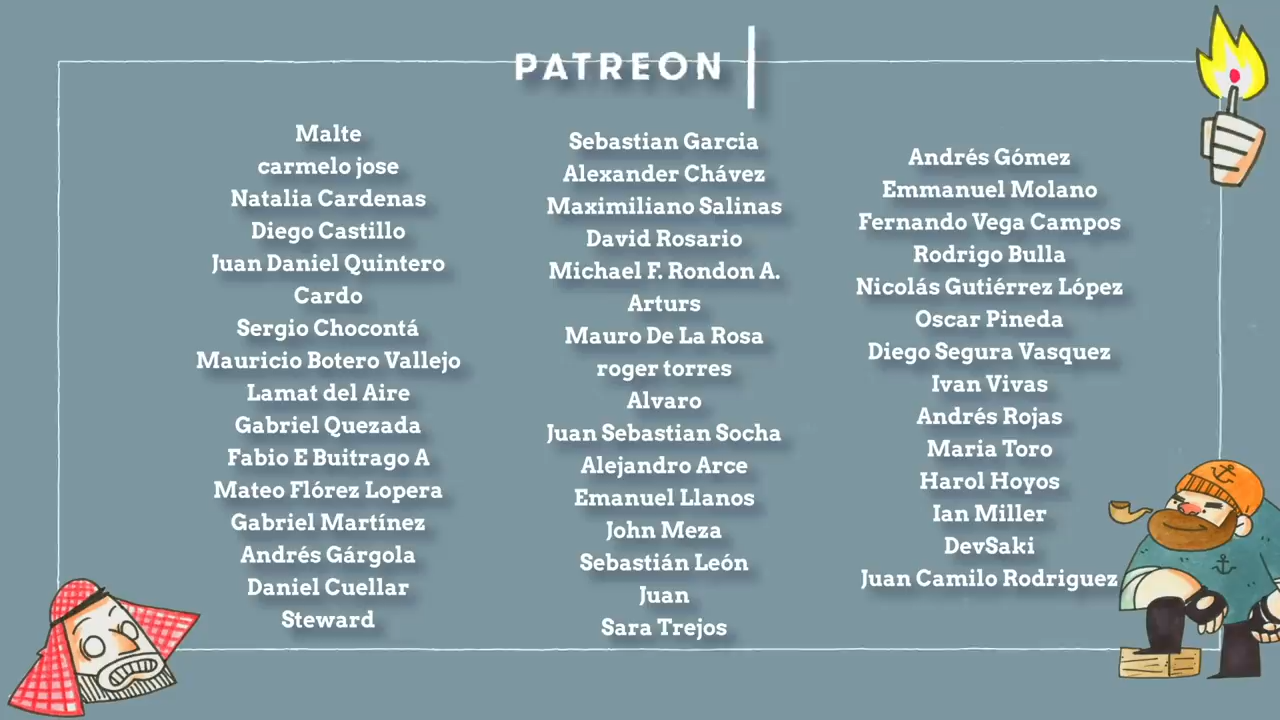 PATREON
Malte
carmelo jose
Natalia Cardenas
Diego Castillo
Juan Daniel Quintero
Cardo
Sergio Chocontá
Mauricio Botero Vallejo
Lamat del Aire
Gabriel Quezada
Fabio E Buitrago A
Mateo Flórez Lopera
Gabriel Martínez
Andrés Gárgola
Daniel Cuellar
Steward
Sebastian Garcia
Alexander Chávez
Maximiliano Salinas
David Rosario
Michael F. Rondon A.
Arturs
Mauro De La Rosa
roger torres
Alvaro
Juan Sebastian Socha
Alejandro Arce
Emanuel Llanos
John Meza
Sebastián León
Juan
Sara Trejos
Andrés Gómez
Emmanuel Molano
Fernando Vega Campos
Rodrigo Bulla
Nicolás Gutiérrez López
Oscar Pineda
Diego Segura Vasquez
Ivan Vivas
Andrés Rojas
Maria Toro
Harol Hoyos
Ian Miller
DevSaki
Juan Camilo Rodriguez